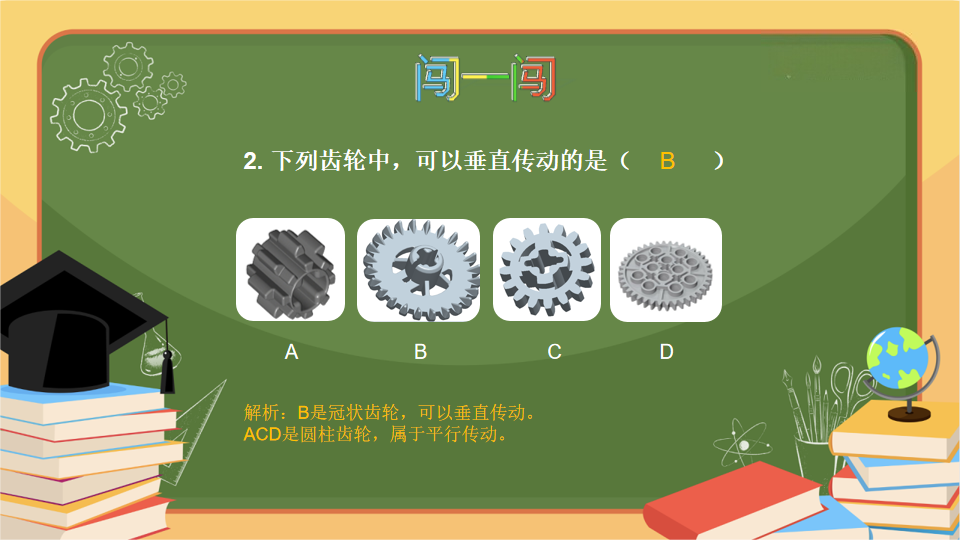 闯一闯
2. 下列齿轮中，可以垂直传动的是（ B ）
A B C D
解析：B是冠状齿轮，可以垂直传动。
ACD是圆柱齿轮，属于平行传动。